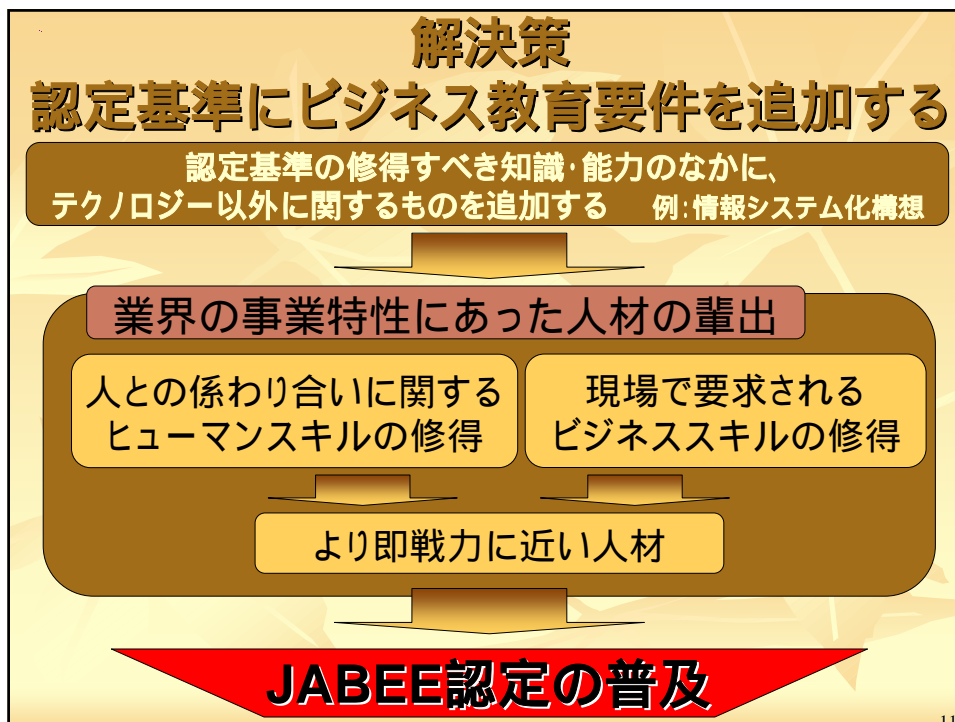 解決策
認定基準にビジネス教育要件を追加する
認定基準の修得すべき知識・能力のなかに、
テクノロジー以外に関するものを追加する 例:情報システム化構想
業界の事業特性にあった人材の輩出
人との係わり合いに関する
ヒューマンスキルの修得
現場で要求される
ビジネススキルの修得
より即戦力に近い人材
JABEE認定の普及
11